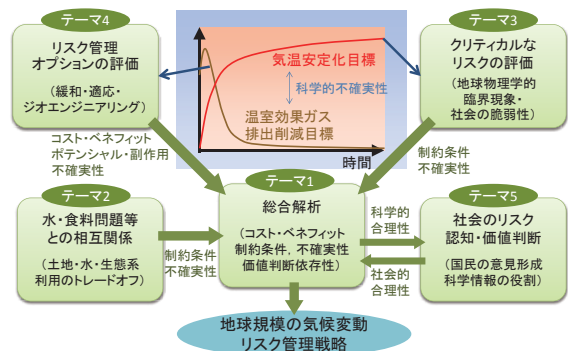 テーマ4
リスク管理
オプションの評価
(緩和・適応・
ジオエンジニアリング)
気温安定化目標
科学的不確実性
温室効果ガス
排出削減目標
時間
テーマ3
クリティカルな
リスクの評価
(地球物理学的
臨界現象・
社会の脆弱性)
コスト・ベネフィット
ポテンシャル・副作用
不確実性
制約条件
不確実性
テーマ2
水・食料問題等
との相互関係
(土地・水・生態系
利用のトレードオフ)
制約条件
不確実性
テーマ1
総合解析
(コスト・ベネフィット
制約条件, 不確実性
価値判断依存性)
科学的
合理性
社会的
合理性
テーマ5
社会のリスク
認知・価値判断
(国民の意見形成
科学情報の役割)
地球規模の気候変動
リスク管理戦略